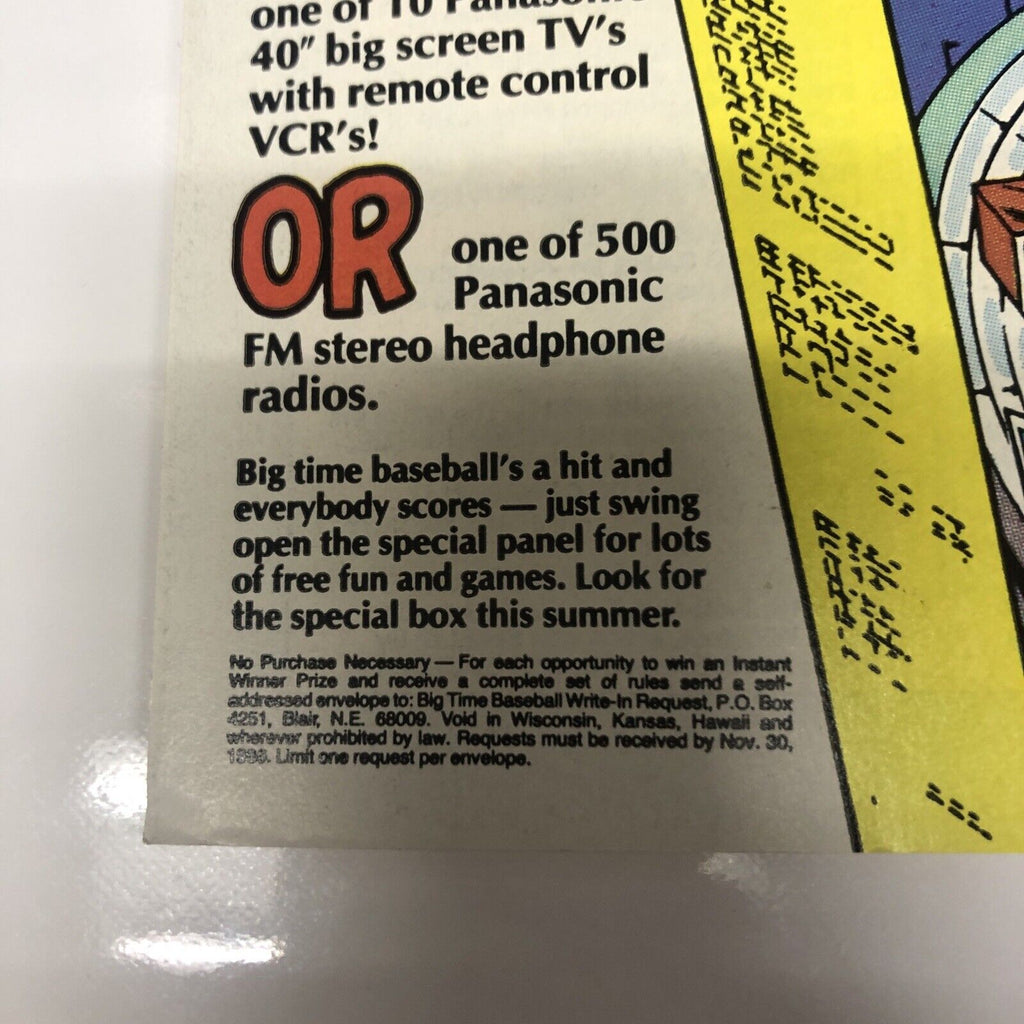 one of 10 Panasonic
40" big screen TV's
with remote control
VCR's!
OR one of 500
Panasonic
FM stereo headphone
radios.
Big time baseball's a hit and
everybody scores — just swing
open the special panel for lots
of free fun and games. Look for
the special box this summer.
No Purchase Necessary — For each opportunity to win an Instant
Winner Prize and receive a complete set of rules send a self-
addressed envelope to: Big Time Baseball Write-In Request, P.O. Box
4251, Blair, N.E. 68009. Void in Wisconsin, Kansas, Hawaii and
wherever prohibited by law. Requests must be received by Nov. 30,
Limit one request per envelope.